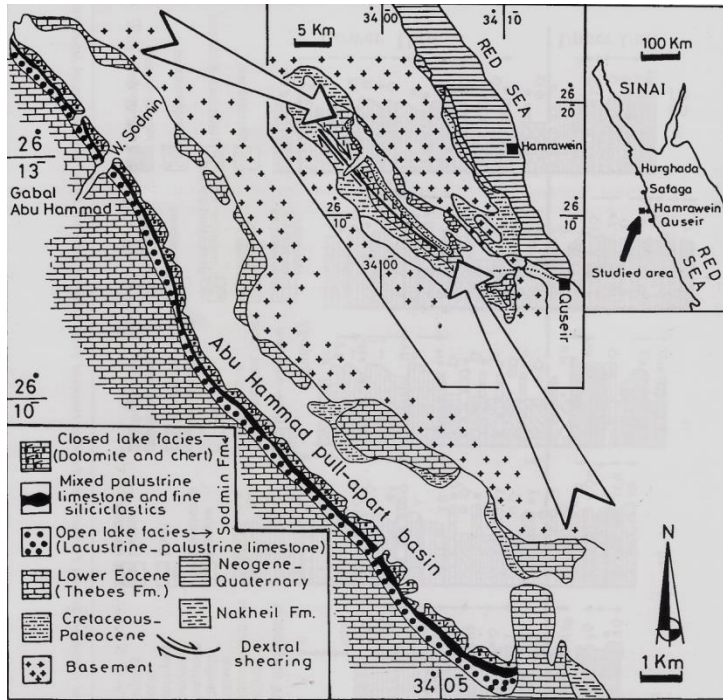 34° 00
34° 10
5 Km
RED
SEA
100 Km
26°
20
SINAI
W. Sodmin
26°
13
Hamrawein
Hurghada
Safaga
Hamrawein
Quseir
Gabal
Abu Hammad
26°
10
26°
10
RED
SEA
34° 00
Studied area
Quseir
Abu Hammad pull-apart basin
26°
10
Closed lake facies
(Dolomite and chert)
Mixed palustrine
limestone and fine
siliciclastics
Sodmin Fm.
Open lake facies
(Lacustrine-palustrine limestone)
Lower Eocene
(Thebes Fm.)
Neogene-
Quaternary
Cretaceous-
Paleocene
Nakheil Fm.
Dextral
shearing
Basement
N
1 Km
34° 05